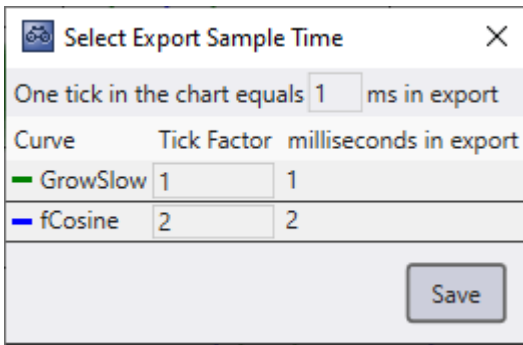 Select Export Sample Time
One tick in the chart equals 1 ms in export
Curve Tick Factor milliseconds in export
GrowSlow 1 1
fCosine 2 2
Save